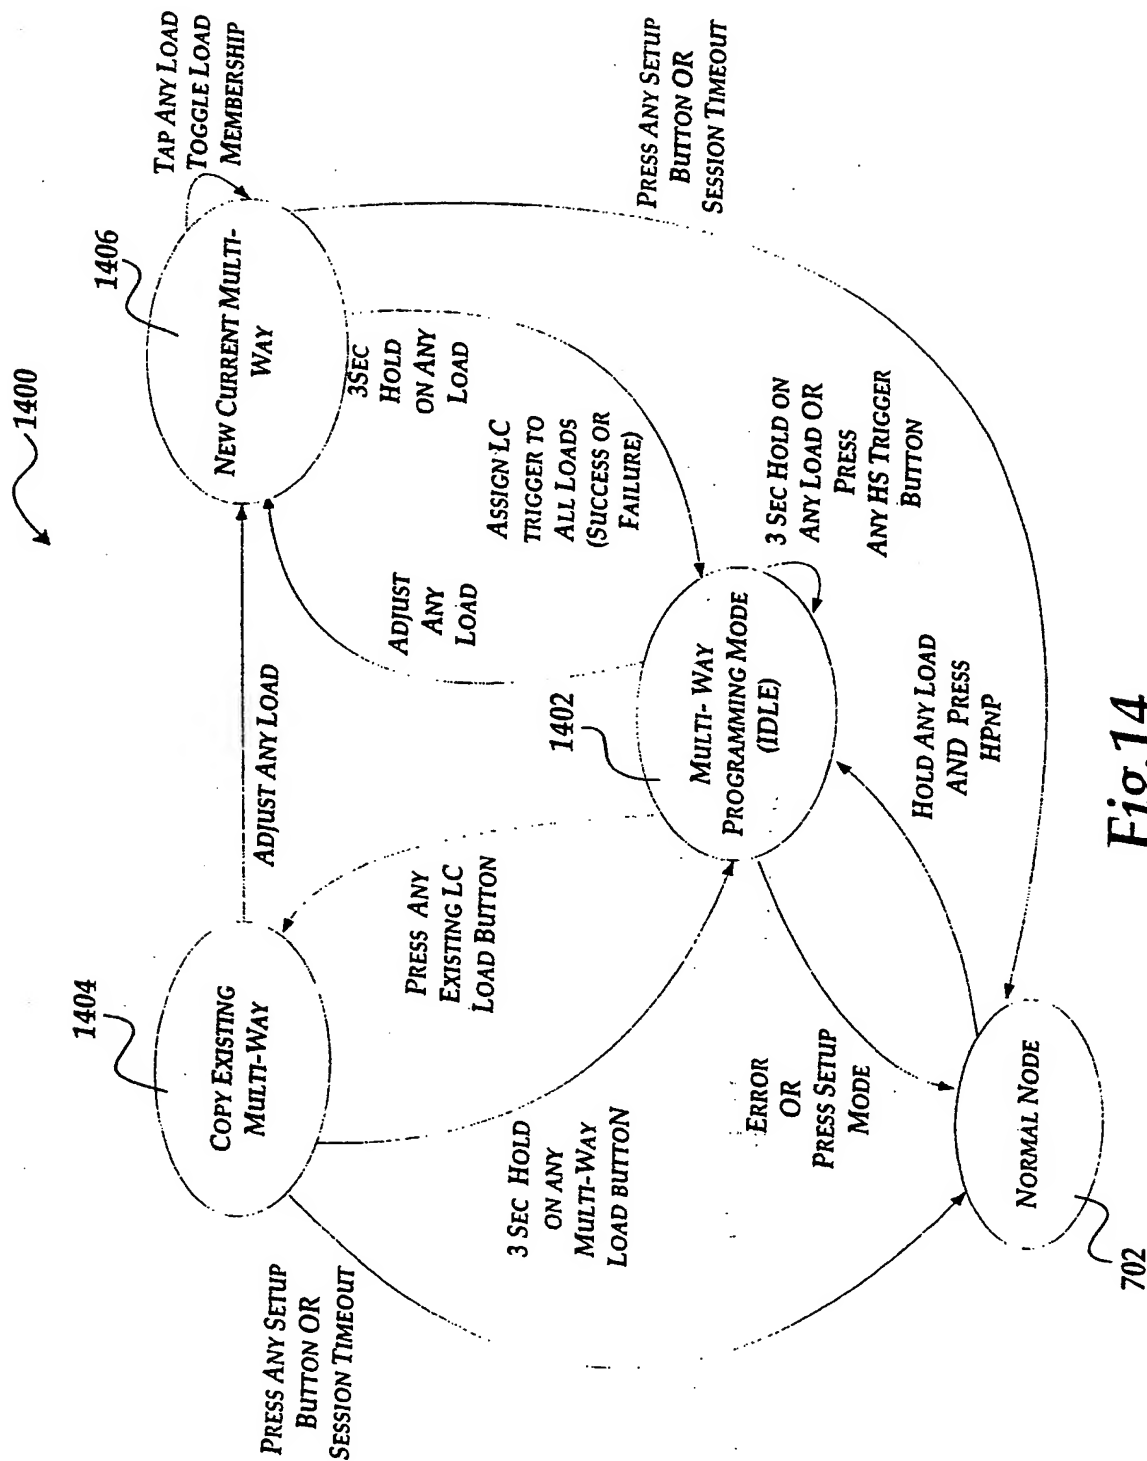 1400
1404
COPY EXISTING
MULTI-WAY
ADJUST ANY LOAD
1406
NEW CURRENT MULTI-
WAY
TAP ANY LOAD
TOGGLE LOAD
MEMBERSHIP
PRESS ANY SETUP
BUTTON OR
SESSION TIMEOUT
3 SEC HOLD
ON ANY
MULTI-WAY
LOAD BUTTON
PRESS ANY
EXISTING LC
LOAD BUTTON
ADJUST
ANY
LOAD
3SEC
HOLD
ON ANY
LOAD
ASSIGN LC
TRIGGER TO
ALL LOADS
(SUCCESS OR
FAILURE)
PRESS ANY SETUP
BUTTON OR
SESSION TIMEOUT
1402
MULTI- WAY
PROGRAMMING MODE
(IDLE)
3 SEC HOLD ON
ANY LOAD OR
PRESS
ANY HS TRIGGER
BUTTON
ERROR
OR
PRESS SETUP
MODE
HOLD ANY LOAD
AND PRESS
HPNP
NORMAL NODE
702
Fig.14